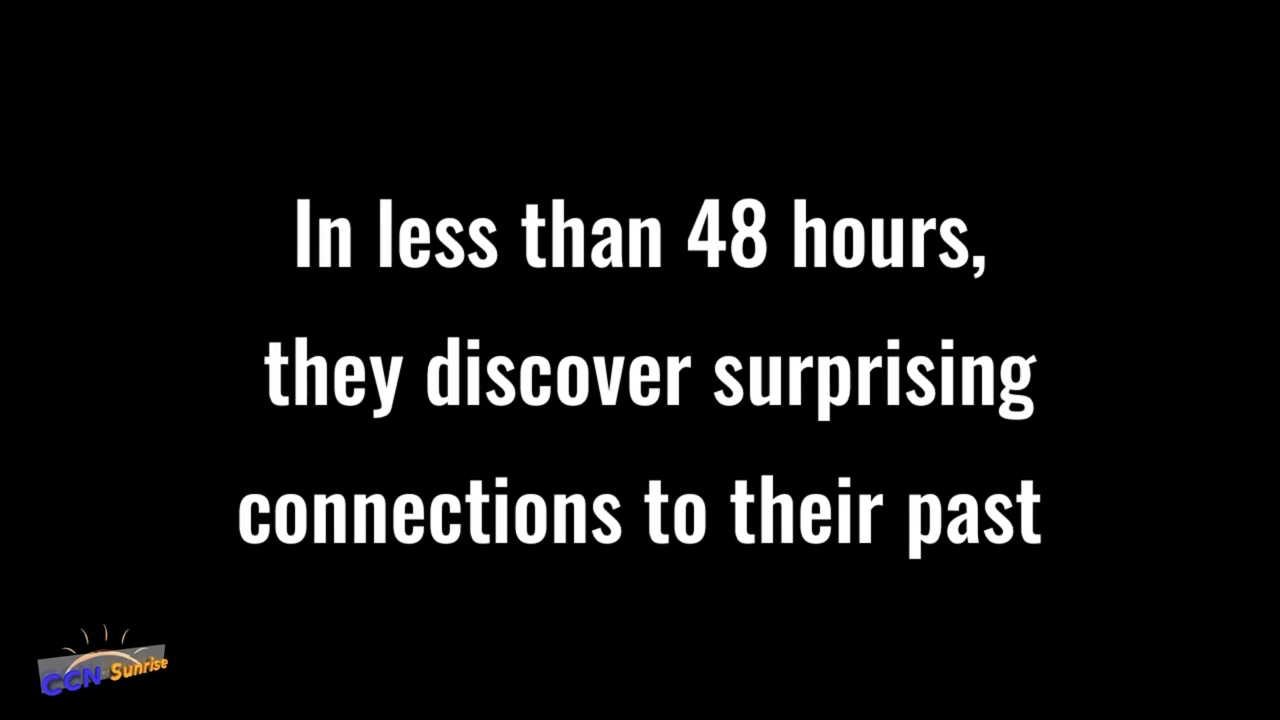 In less than 48 hours,
they discover surprising
connections to their past
CCN Sunrise